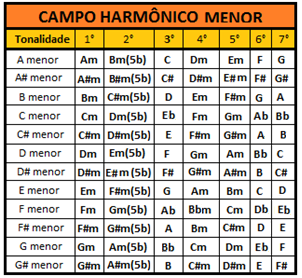 CAMPO HARMÔNICO MENOR
Tonalidade 1° 2° 3° 4° 5° 6° 7°
A menor Am Bm(5b) C Dm Em F G
A# menor A#m B#m(5b) C# D#m E#m F# G#
B menor Bm C#m(5b) D Em F#m G A
C menor Cm Dm(5b) Eb Fm Gm Ab Bb
C# menor C#m D#m(5b) E F#m G#m A B
D menor Dm Em(5b) F Gm Am Bb C
D# menor D#m E#m(5b) F# G#m A#m B C#
E menor Em F#m(5b) G Am Bm C D
F menor Fm Gm(5b) Ab Bbm Cm Db Eb
F# menor F#m G#m(5b) A Bm C#m D E
G menor Gm Am(5b) Bb Cm Dm Eb F
G# menor G#m A#m(5b) B C#m D#m E F#